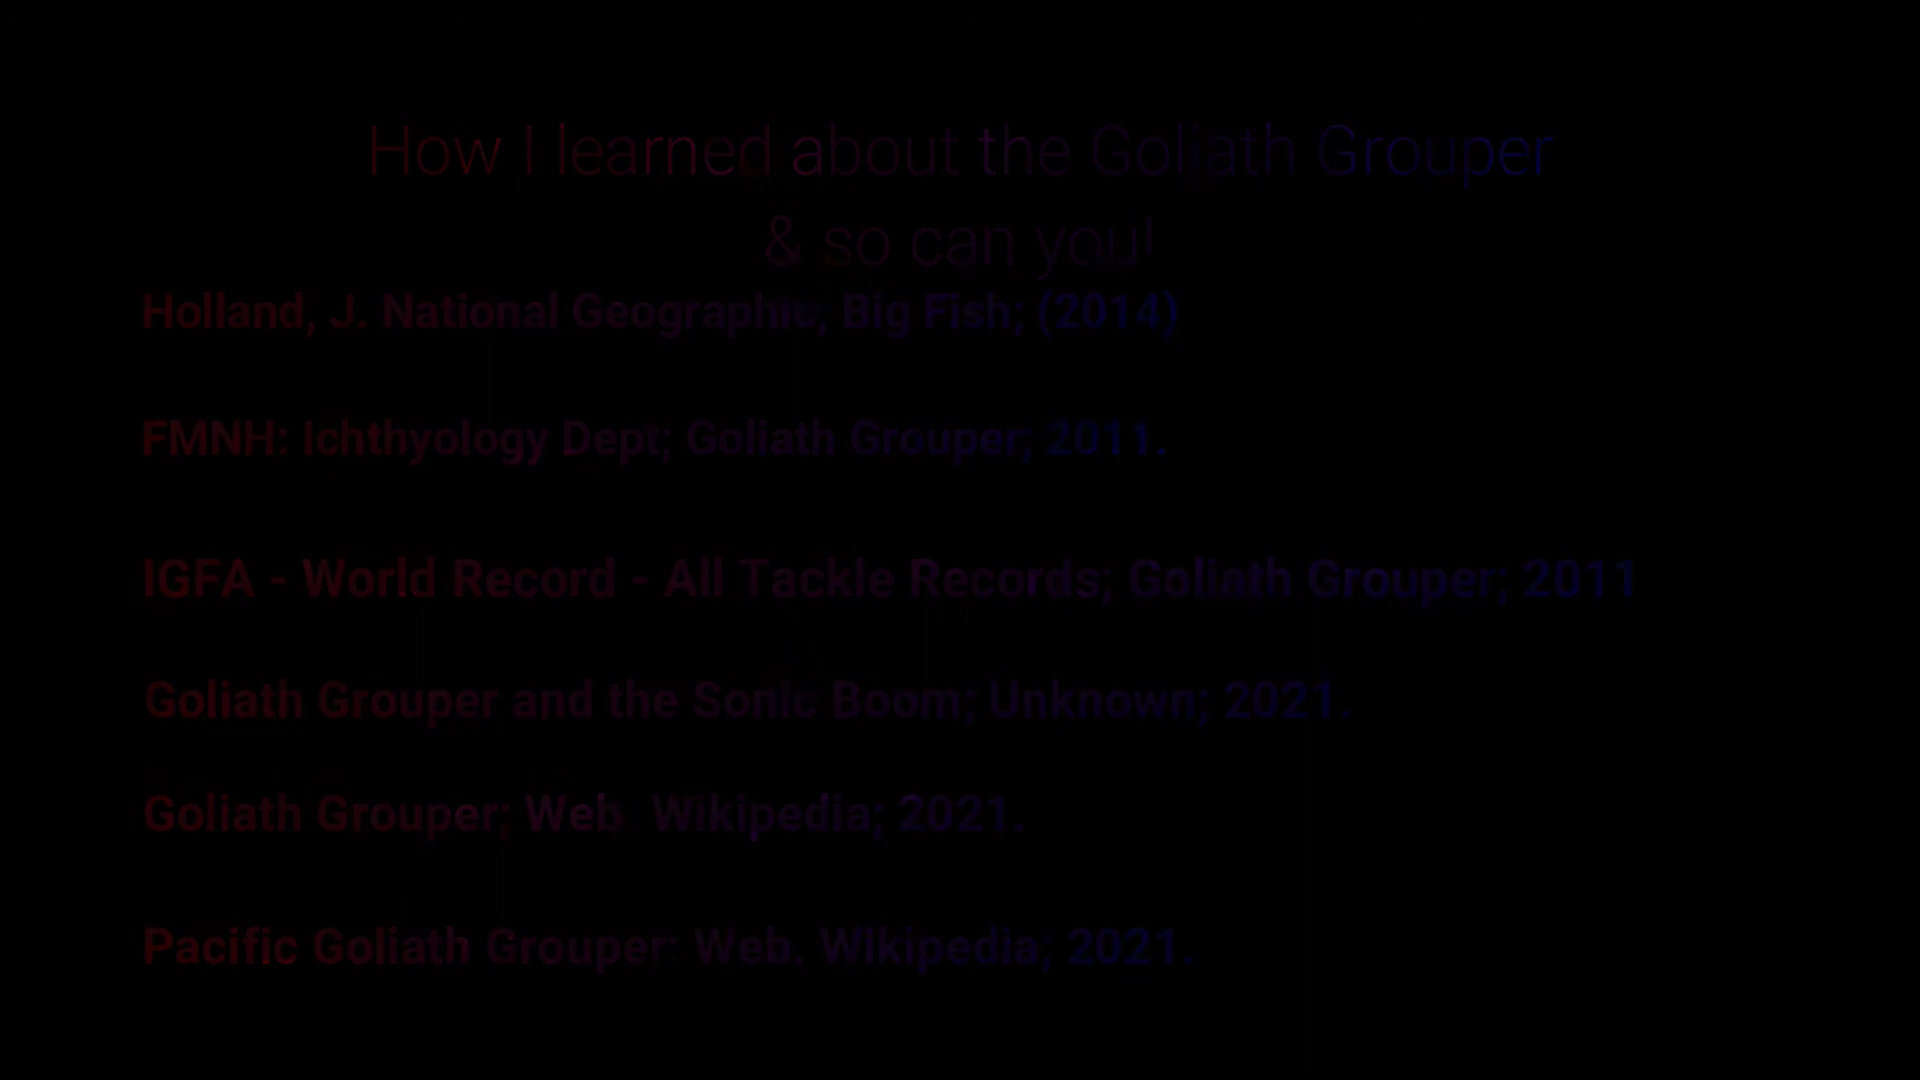 How I learned about the Goliath Grouper
& so can you!
Holland, J. National Geographic; Big Fish; (2014)
FMNH: Ichthyology Dept; Goliath Grouper; 2011.
IGFA - World Record - All Tackle Records; Goliath Grouper; 2011
Goliath Grouper and the Sonic Boom; Unknown; 2021.
Goliath Grouper; Web. Wikipedia; 2021.
Pacific Goliath Grouper: Web. WIkipedia; 2021.